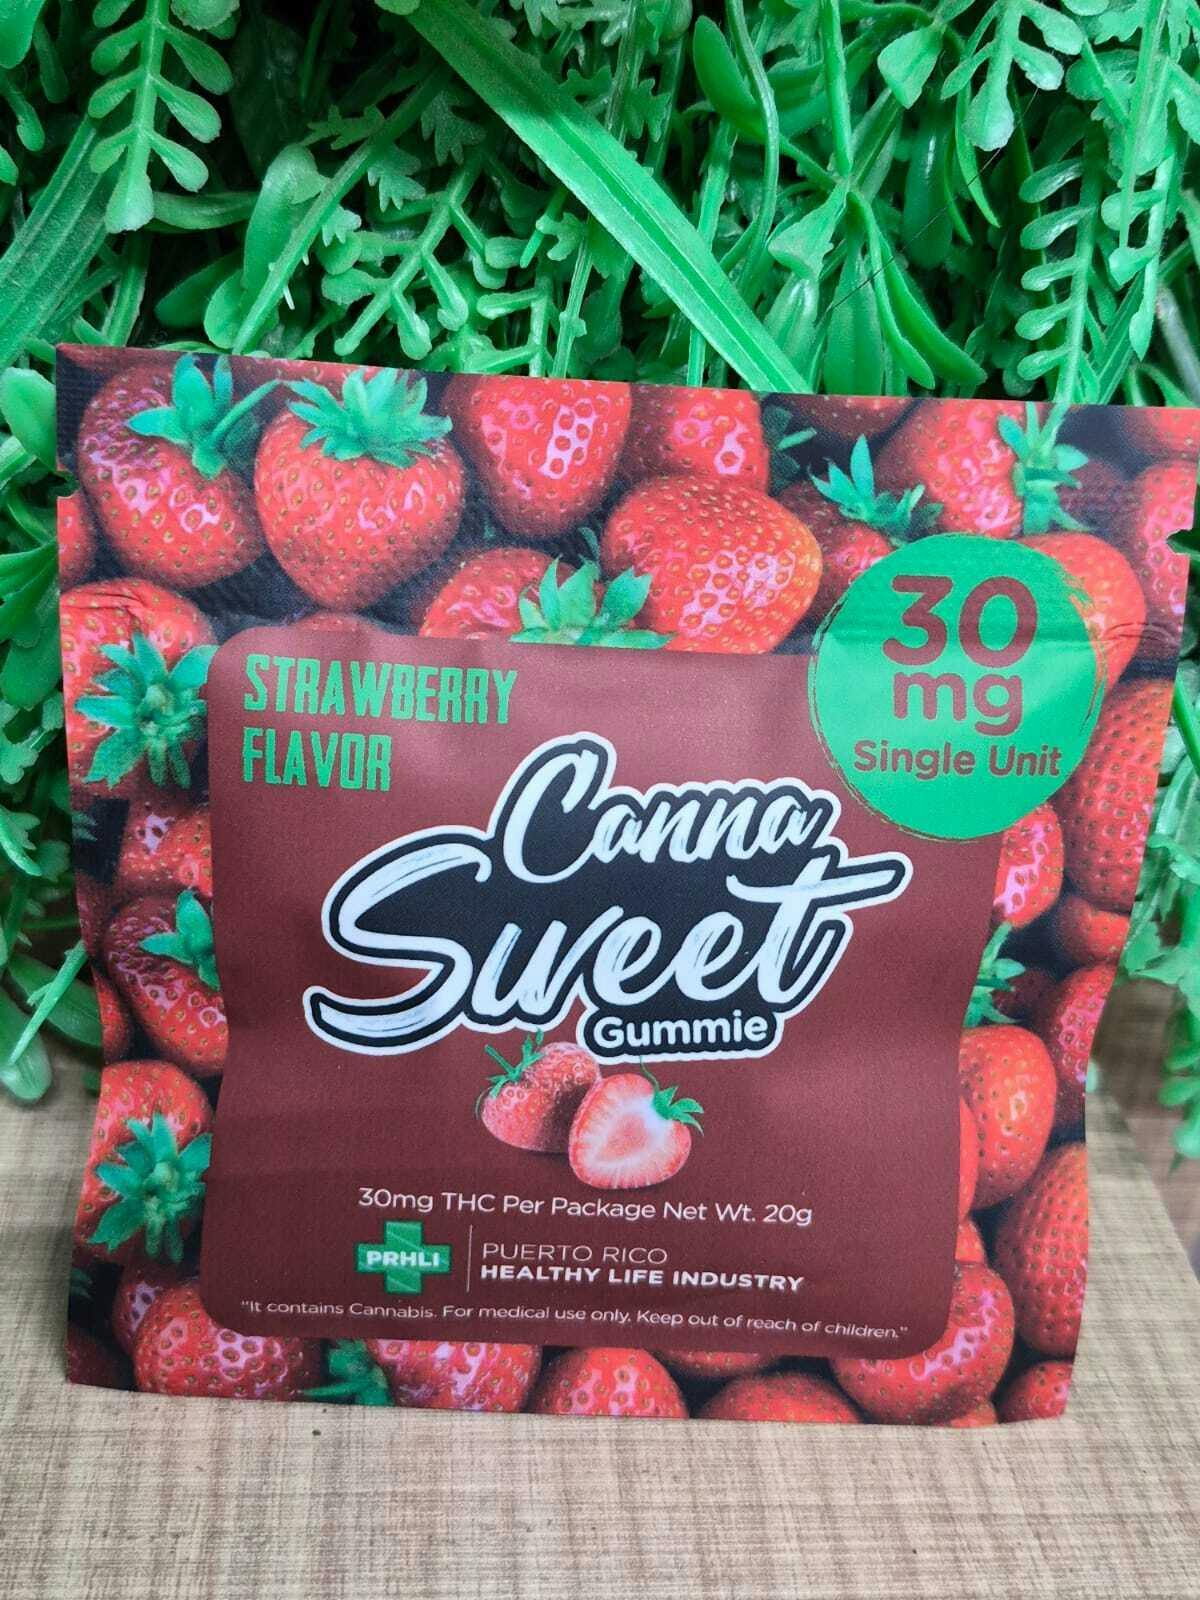 STRAWBERRY
FLAVOR
30
mg
Single Unit
Canna
Sweet
Gummie
30mg THC Per Package Net Wt. 20g
PRHLI
PUERTO RICO
HEALTHY LIFE INDUSTRY
"It contains Cannabis. For medical use only. Keep out of reach of children."